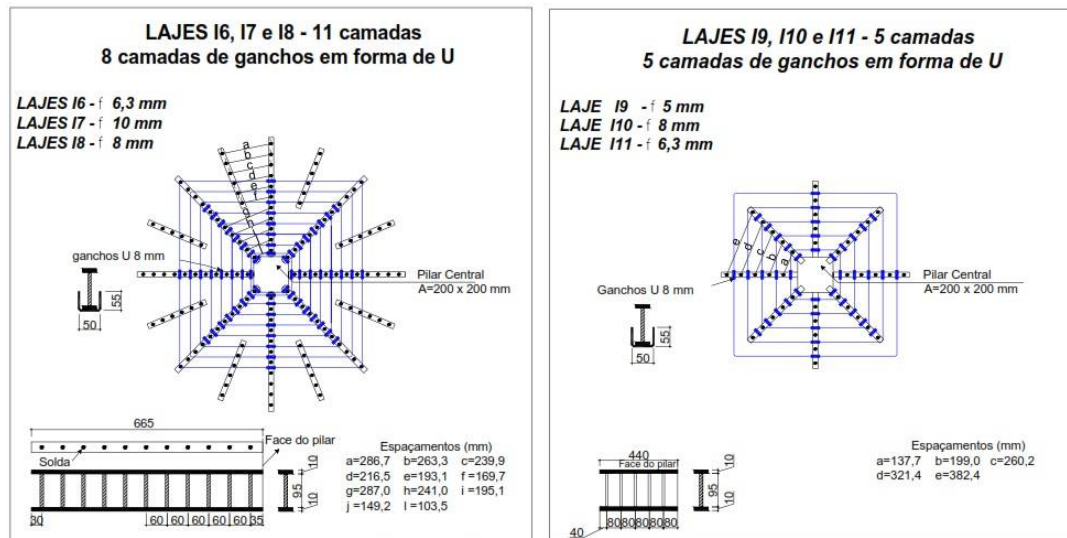 LAJES I6, I7 e I8 - 11 camadas
8 camadas de ganchos em forma de U
LAJES I6 - f 6,3 mm
LAJES I7 - f 10 mm
LAJES I8 - f 8 mm
a
b
c
d
e
f
g
h
ganchos U 8 mm
55
50
Pilar Central
A=200 x 200 mm
665
Face do pilar
Solda
10
95
10
30
60 60 60 60 60 35
Espaçamentos (mm)
a=286,7 b=263,3 c=239,9
d=216,5 e=193,1 f=169,7
g=287,0 h=241,0 i=195,1
j=149,2 l=103,5
LAJES I9, I10 e I11 - 5 camadas
5 camadas de ganchos em forma de U
LAJE I9 - f 5 mm
LAJE I10 - f 8 mm
LAJE I11 - f 6,3 mm
e
d
c
b
a
Ganchos U 8 mm
55
50
Pilar Central
A=200 x 200 mm
440
Face do pilar
10
95
10
80 80 80 80 80
40
Espaçamentos (mm)
a=137,7 b=199,0 c=260,2
d=321,4 e=382,4